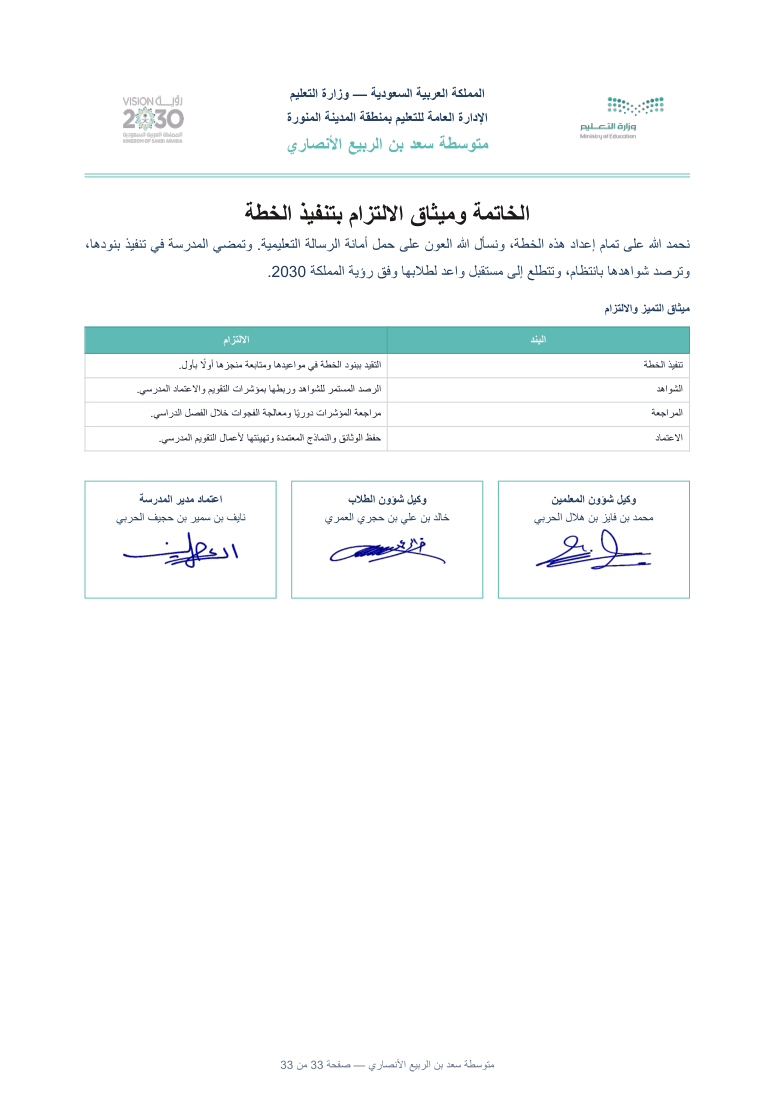 المملكة العربية السعودية — وزارة التعليم
الإدارة العامة للتعليم بمنطقة المدينة المنورة
متوسطة سعد بن الربيع الأنصاري
وزارة التعليم
Ministry of Education
VISION رؤية
2030
المملكة العربية السعودية
KINGDOM OF SAUDI ARABIA
الخاتمة وميثاق الالتزام بتنفيذ الخطة
نحمد الله على تمام إعداد هذه الخطة، ونسأل الله العون على حمل أمانة الرسالة التعليمية. وتمضي المدرسة في تنفيذ بنودها،
وترصد شواهدها بانتظام، وتتطلع إلى مستقبل واعد لطلابها وفق رؤية المملكة 2030.
ميثاق التميز والالتزام
البند الالتزام
تنفيذ الخطة التقيد ببنود الخطة في مواعيدها ومتابعة منجزها أولًا بأول.
الشواهد الرصد المستمر للشواهد وربطها بمؤشرات التقويم والاعتماد المدرسي.
المراجعة مراجعة المؤشرات دوريًا ومعالجة الفجوات خلال الفصل الدراسي.
الاعتماد حفظ الوثائق والنماذج المعتمدة وتهيئتها لأعمال التقويم المدرسي.
وكيل شؤون المعلمين
محمد بن فايز بن هلال الحربي
وكيل شؤون الطلاب
خالد بن علي بن حجري العمري
اعتماد مدير المدرسة
نايف بن سمير بن حجيف الحربي
متوسطة سعد بن الربيع الأنصاري — صفحة 33 من 33